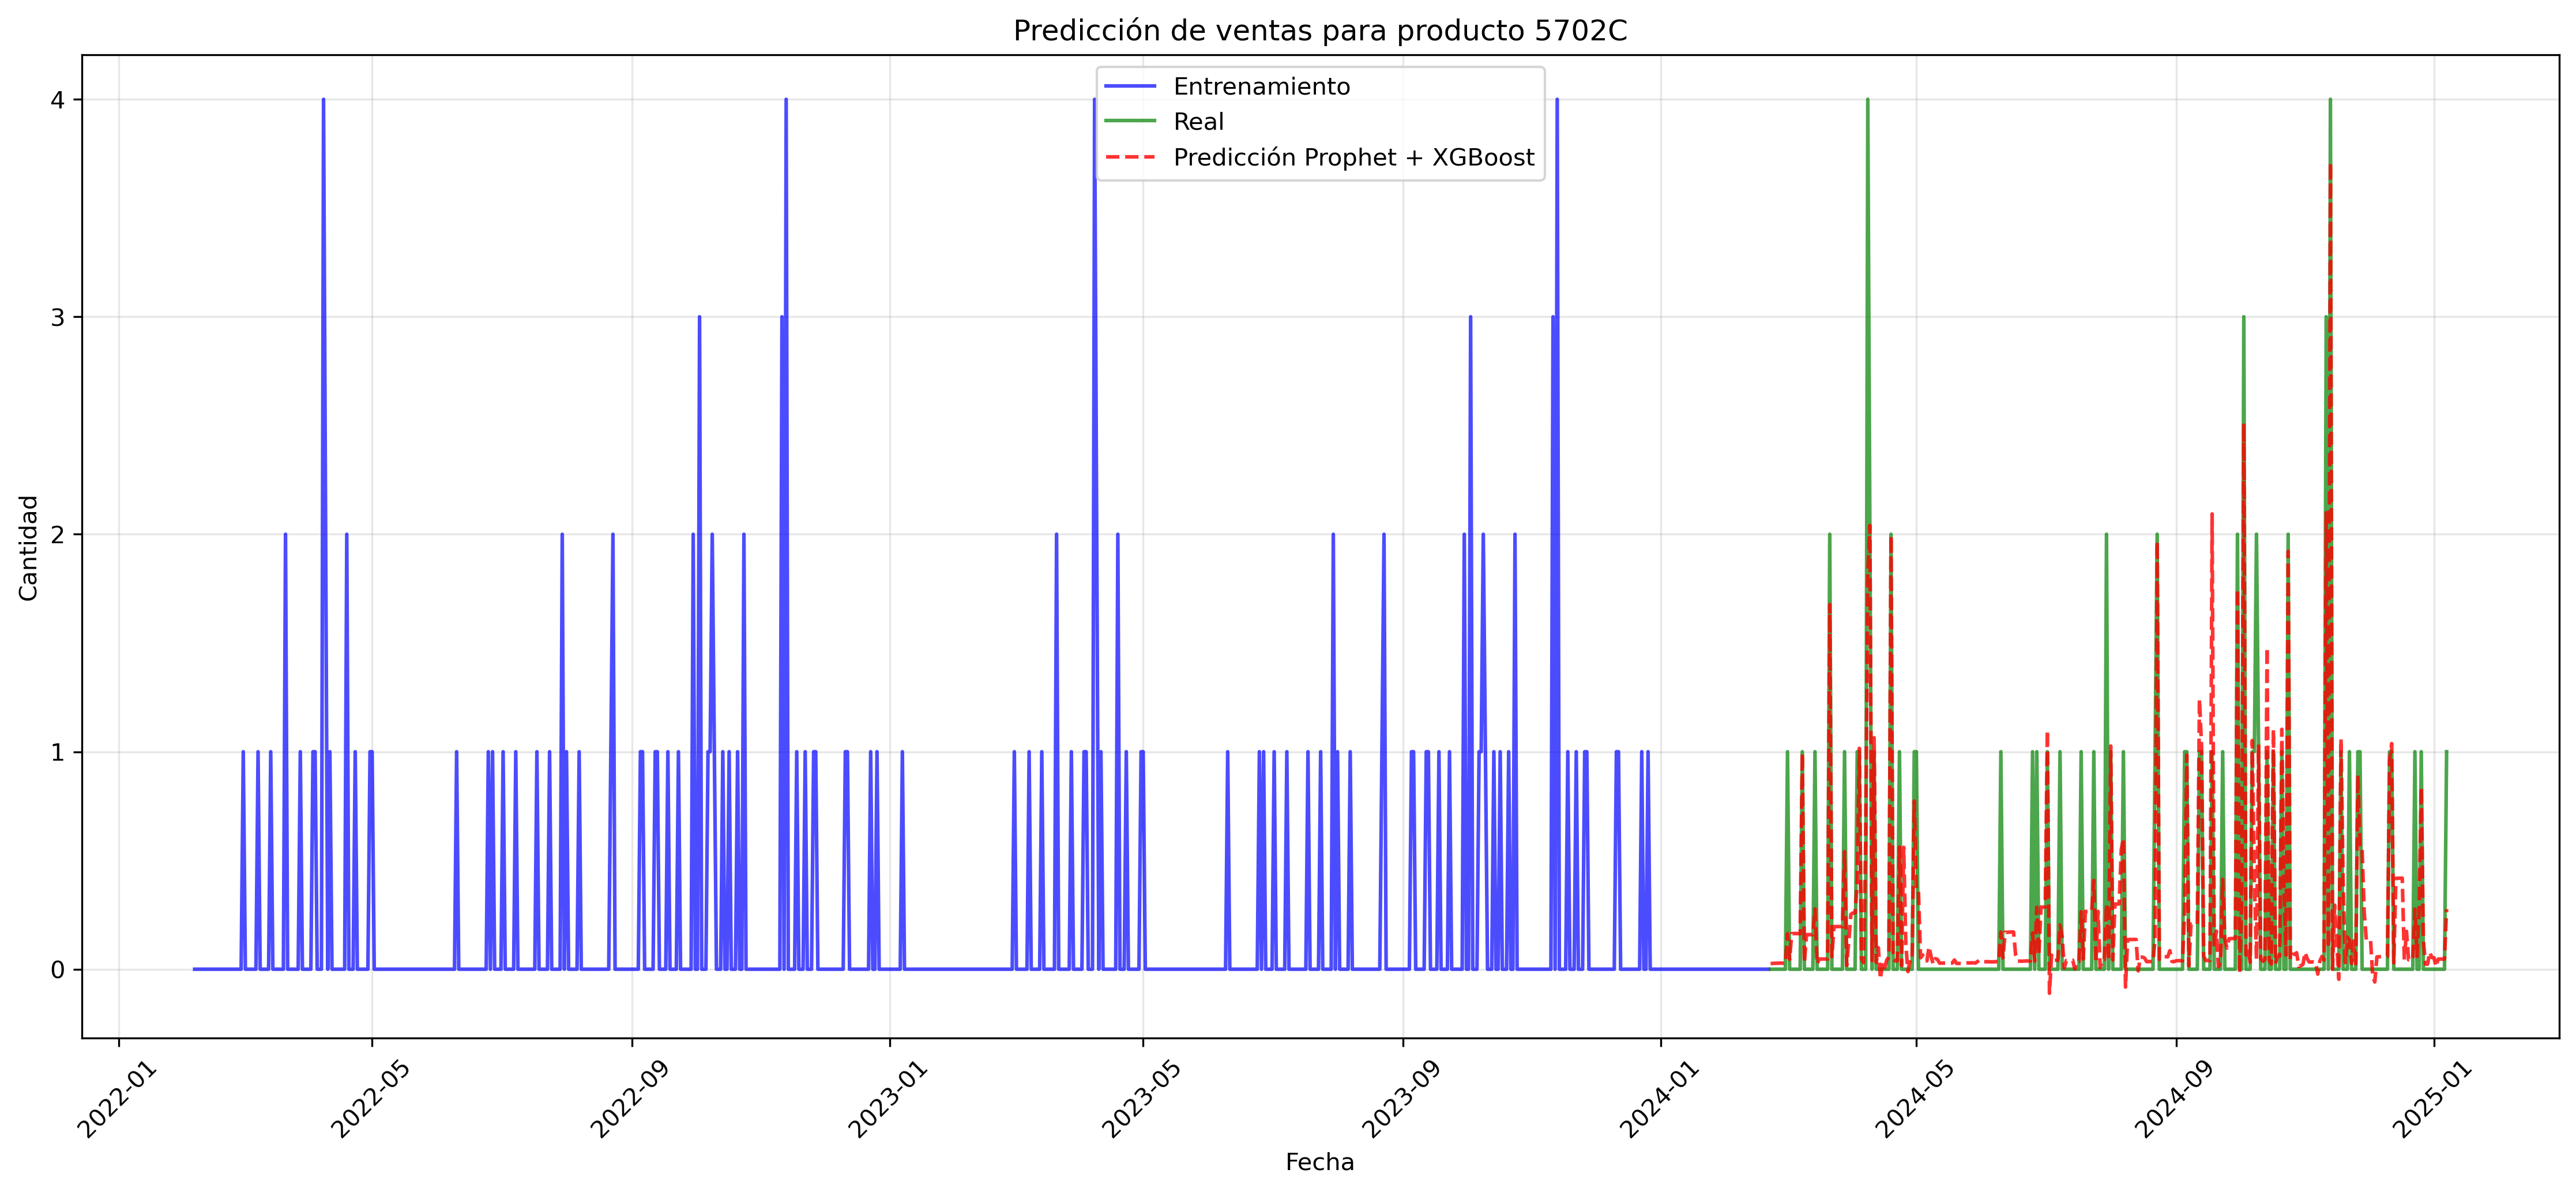 Predicción de ventas para producto 5702C
Entrenamiento
Real
Predicción Prophet + XGBoost
Cantidad
4
3
2
1
0
2022-01
2022-05
2022-09
2023-01
2023-05
2023-09
2024-01
2024-05
2024-09
2025-01
Fecha